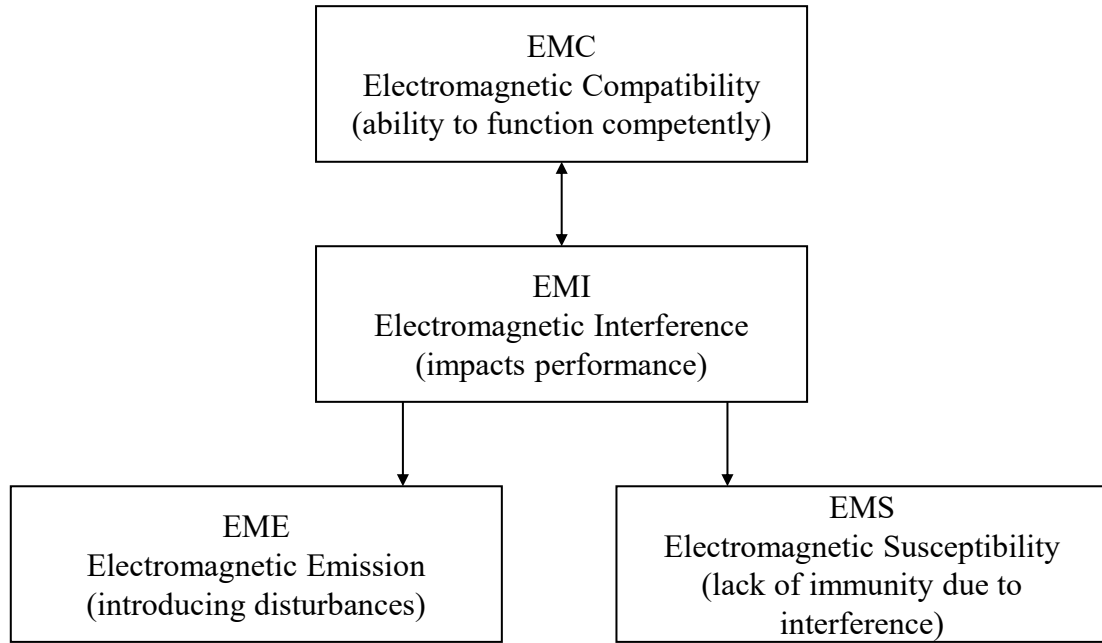 EMC
Electromagnetic Compatibility
(ability to function competently)
EMI
Electromagnetic Interference
(impacts performance)
EME
Electromagnetic Emission
(introducing disturbances)
EMS
Electromagnetic Susceptibility
(lack of immunity due to
interference)